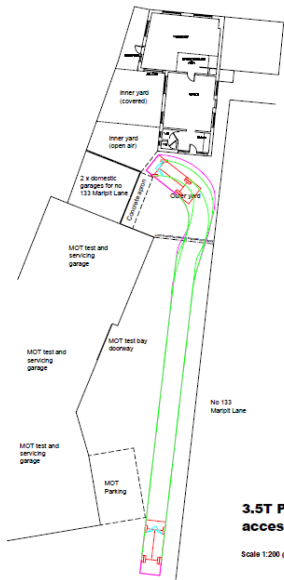 Inner yard
(covered)
Inner yard
(open air)
2 x domestic
garages for no
133 Maripit Lane
Concrete apron
Outer yard
MOT test and
servicing
garage
MOT test bay
doorway
MOT test and
servicing
garage
No 133
Maripit Lane
MOT test and
servicing
garage
MOT
Parking
3.5T P
acces
Scale 1:200